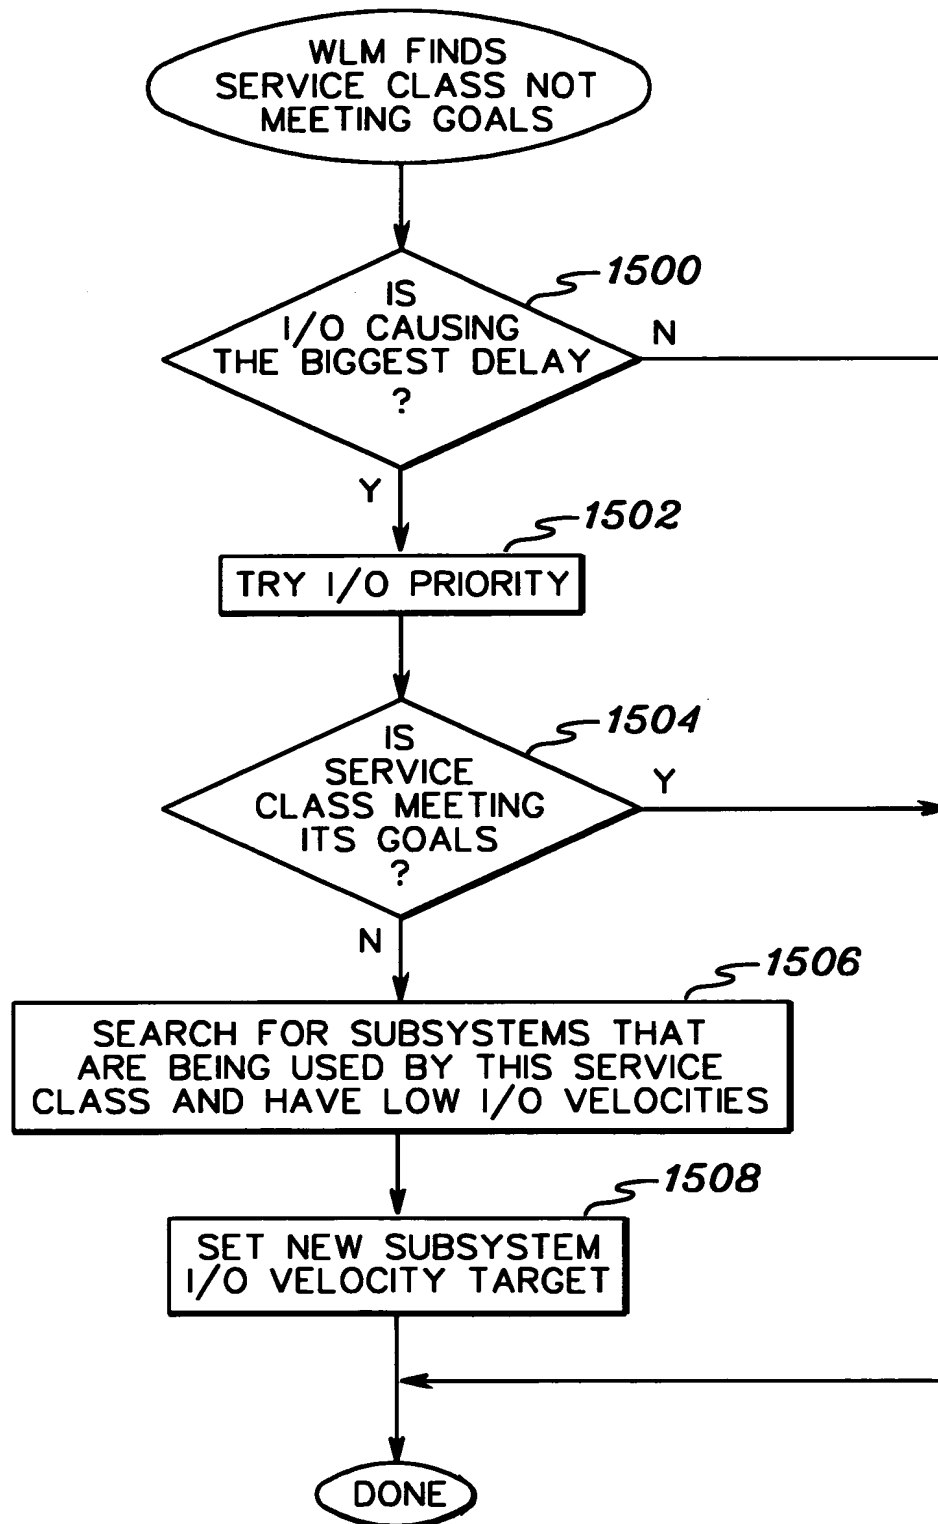 WLM FINDS
SERVICE CLASS NOT
MEETING GOALS
1500
IS
I/O CAUSING
THE BIGGEST DELAY
?
N
Y
1502
TRY I/O PRIORITY
1504
IS
SERVICE
CLASS MEETING
ITS GOALS
?
Y
N
1506
SEARCH FOR SUBSYSTEMS THAT
ARE BEING USED BY THIS SERVICE
CLASS AND HAVE LOW I/O VELOCITIES
1508
SET NEW SUBSYSTEM
I/O VELOCITY TARGET
DONE